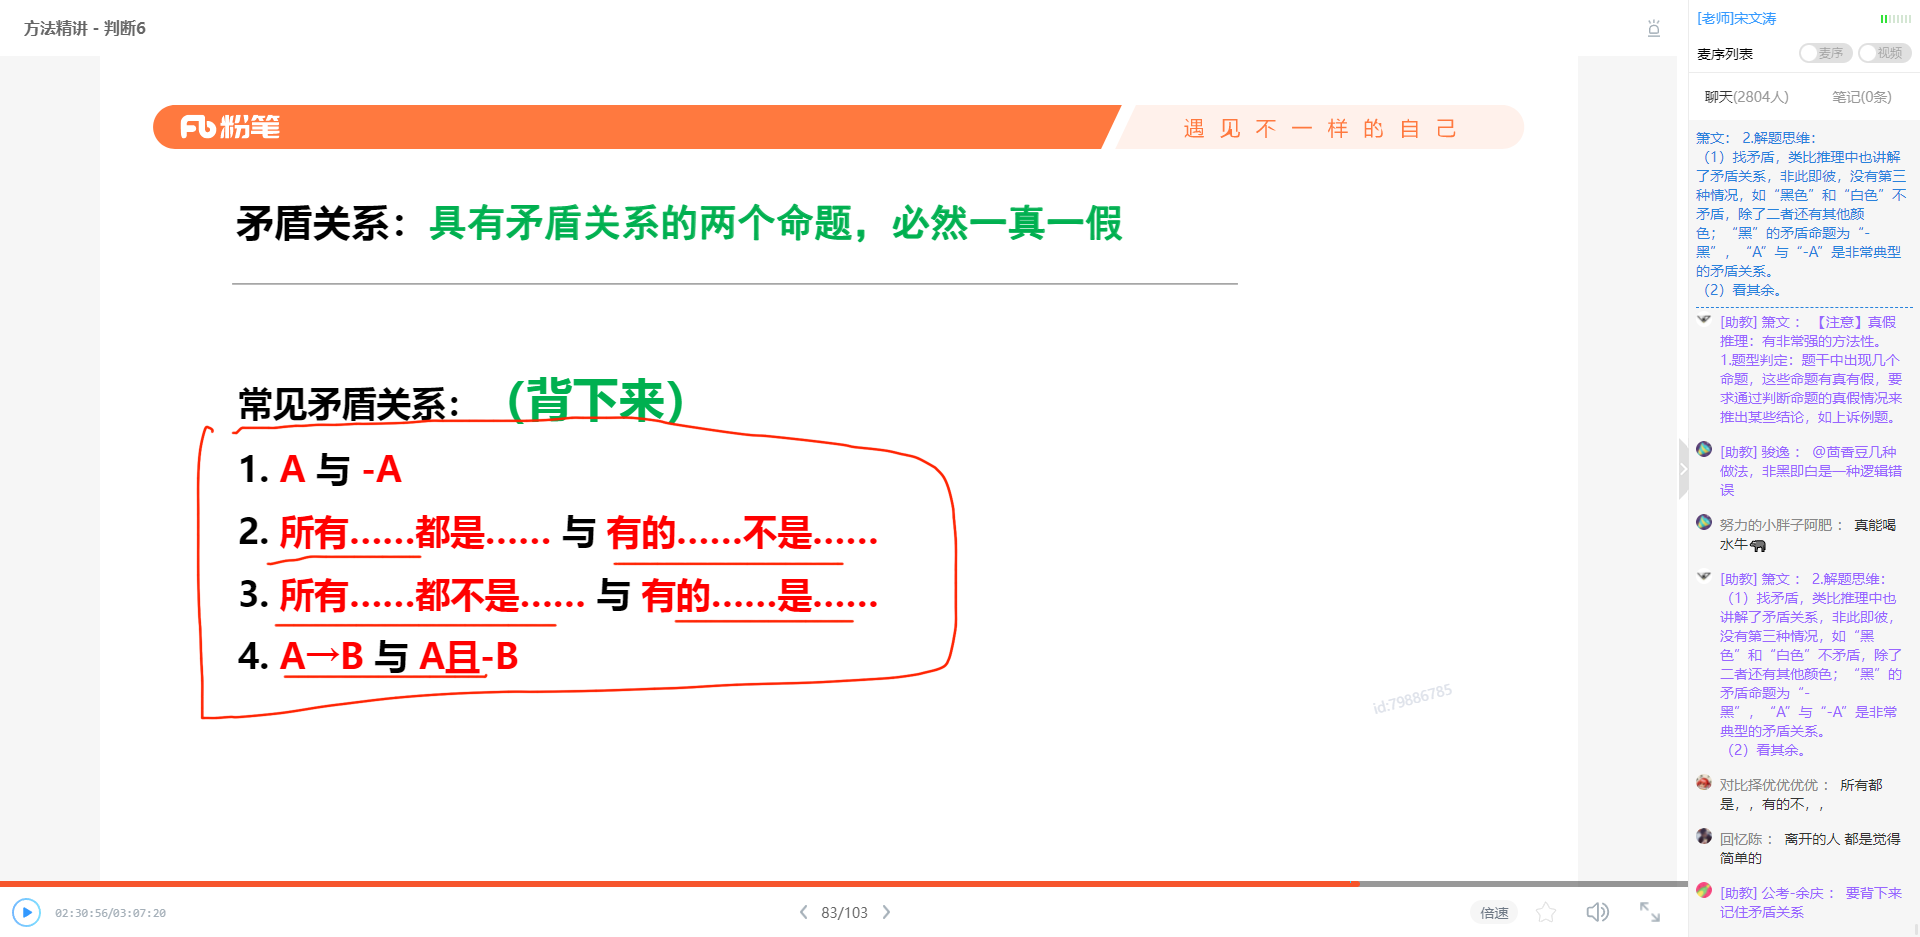 方法精讲 - 判断6
粉笔
遇见不一样的自己
矛盾关系：具有矛盾关系的两个命题，必然一真一假
常见矛盾关系：（背下来）
1. A 与 -A
2. 所有……都是…… 与 有的……不是……
3. 所有……都不是…… 与 有的……是……
4. A→B 与 A且-B
id:79886785
02:30:56/03:07:20
83/103
倍速
[老师]宋文涛
麦序列表
麦序
视频
聊天(2804人)
笔记(0条)
箫文： 2.解题思维：
（1）找矛盾，类比推理中也讲解
了矛盾关系，非此即彼，没有第三
种情况，如“黑色”和“白色”不
矛盾，除了二者还有其他颜
色；“黑”的矛盾命题为“-
黑”，“A”与“-A”是非常典型
的矛盾关系。
（2）看其余。
[助教] 箫文： 【注意】真假
推理：有非常强的方法性。
1.题型判定：题干中出现几个
命题，这些命题有真有假，要
求通过判断命题的真假情况来
推出某些结论，如上诉例题。
[助教] 骏逸： @茴香豆几种
做法，非黑即白是一种逻辑错
误
努力的小胖子阿肥： 真能喝
水牛
[助教] 箫文： 2.解题思维：
（1）找矛盾，类比推理中也
讲解了矛盾关系，非此即彼，
没有第三种情况，如“黑
色”和“白色”不矛盾，除了
二者还有其他颜色；“黑”的
矛盾命题为“-
黑”，“A”与“-A”是非常
典型的矛盾关系。
（2）看其余。
对比择优优优优： 所有都
是，，有的不，，
回忆陈： 离开的人 都是觉得
简单的
[助教] 公考-余庆： 要背下来
记住矛盾关系